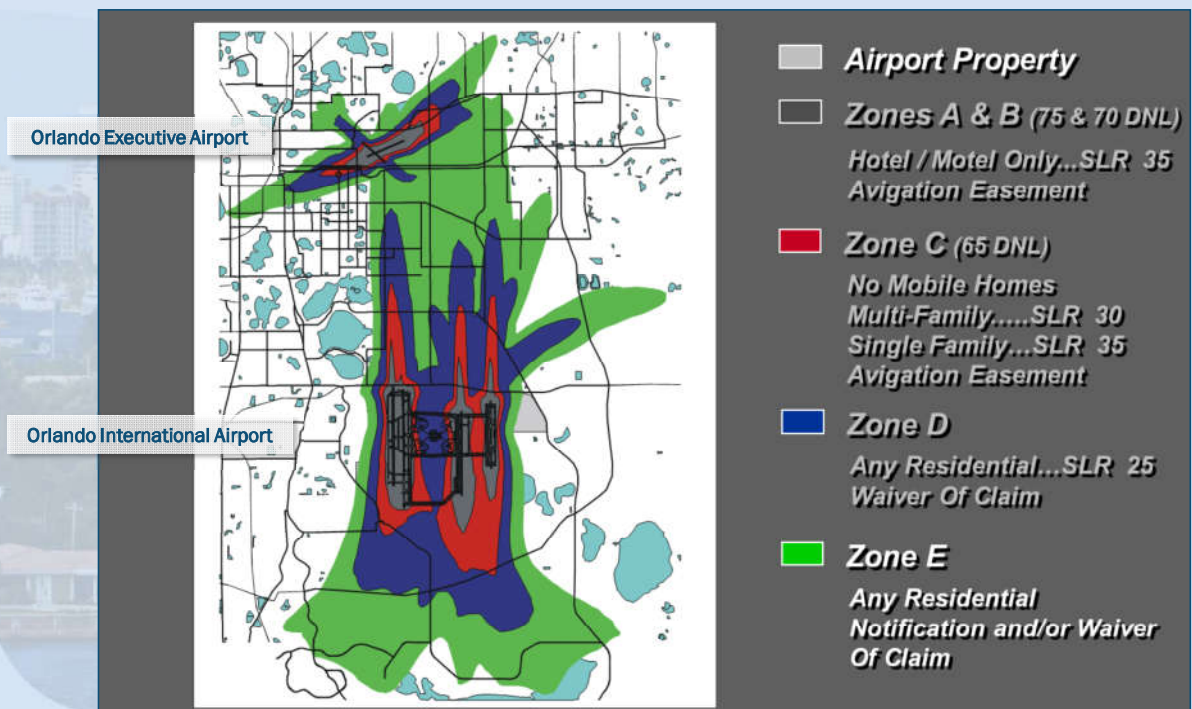 Orlando Executive Airport
Orlando International Airport
Airport Property
Zones A & B (75 & 70 DNL)
Hotel / Motel Only...SLR 35
Avigation Easement
Zone C (65 DNL)
No Mobile Homes
Multi-Family.....SLR 30
Single Family...SLR 35
Avigation Easement
Zone D
Any Residential...SLR 25
Waiver Of Claim
Zone E
Any Residential
Notification and/or Waiver
Of Claim